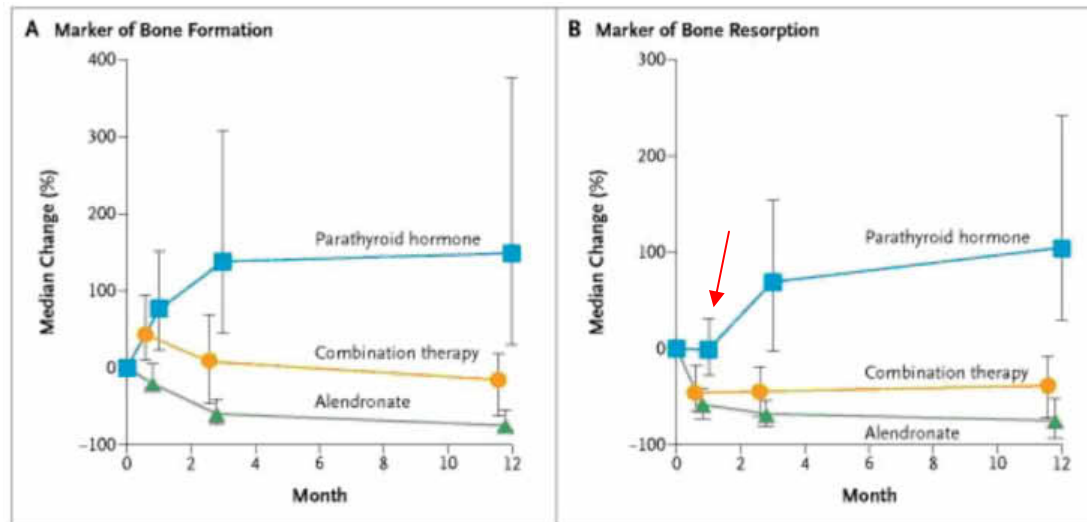 A Marker of Bone Formation
400
300
200
100
0
-100
Median Change (%)
Parathyroid hormone
Combination therapy
Alendronate
0 2 4 6 8 10 12
Month
B Marker of Bone Resorption
300
200
100
0
-100
Median Change (%)
Parathyroid hormone
Combination therapy
Alendronate
0 2 4 6 8 10 12
Month